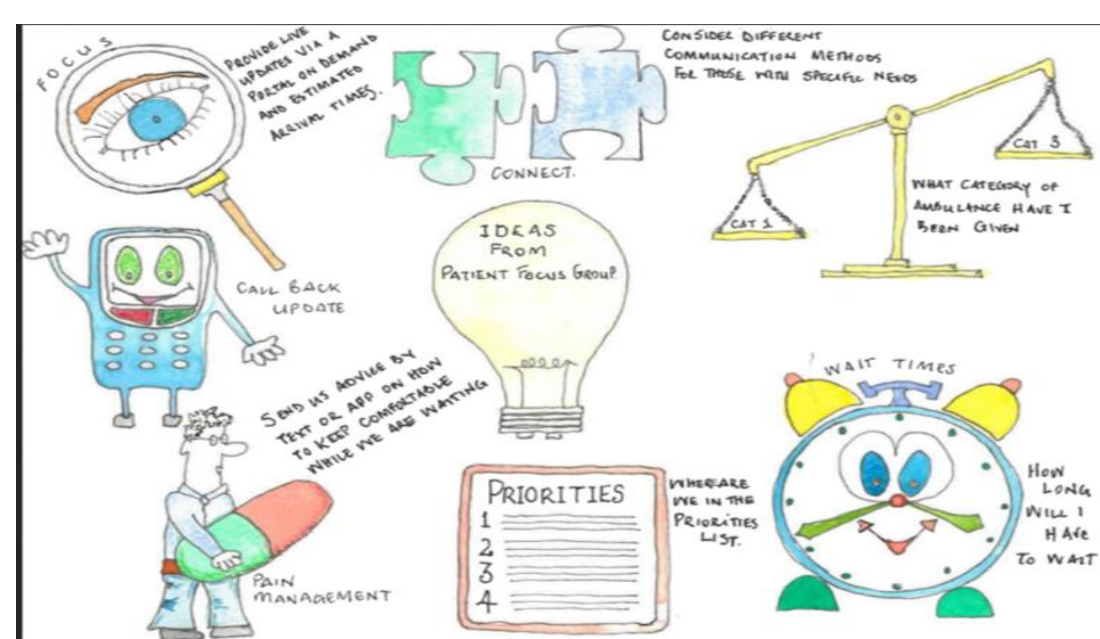 FOCUS
PROVIDE LIVE
UPDATES VIA A
PORTAL ON DEMAND
AND ESTIMATED
ARRIVAL TIMES.
CONNECT.
CONSIDER DIFFERENT
COMMUNICATION METHODS
FOR THOSE WITH SPECIFIC NEEDS
CAT 1
CAT 3
WHAT CATEGORY OF
AMBULANCE HAVE I
BEEN GIVEN
CALL BACK
UPDATE
IDEAS
FROM
PATIENT FOCUS GROUP
SEND US ADVICE BY
TEXT OR APP ON HOW
TO KEEP COMFORTABLE
WHILE WE ARE WAITING
PAIN
MANAGEMENT
PRIORITIES
1
2
3
4
WHERE ARE
WE IN THE
PRIORITIES
LIST.
WAIT TIMES
HOW
LONG
WILL I
HAVE
TO WAIT